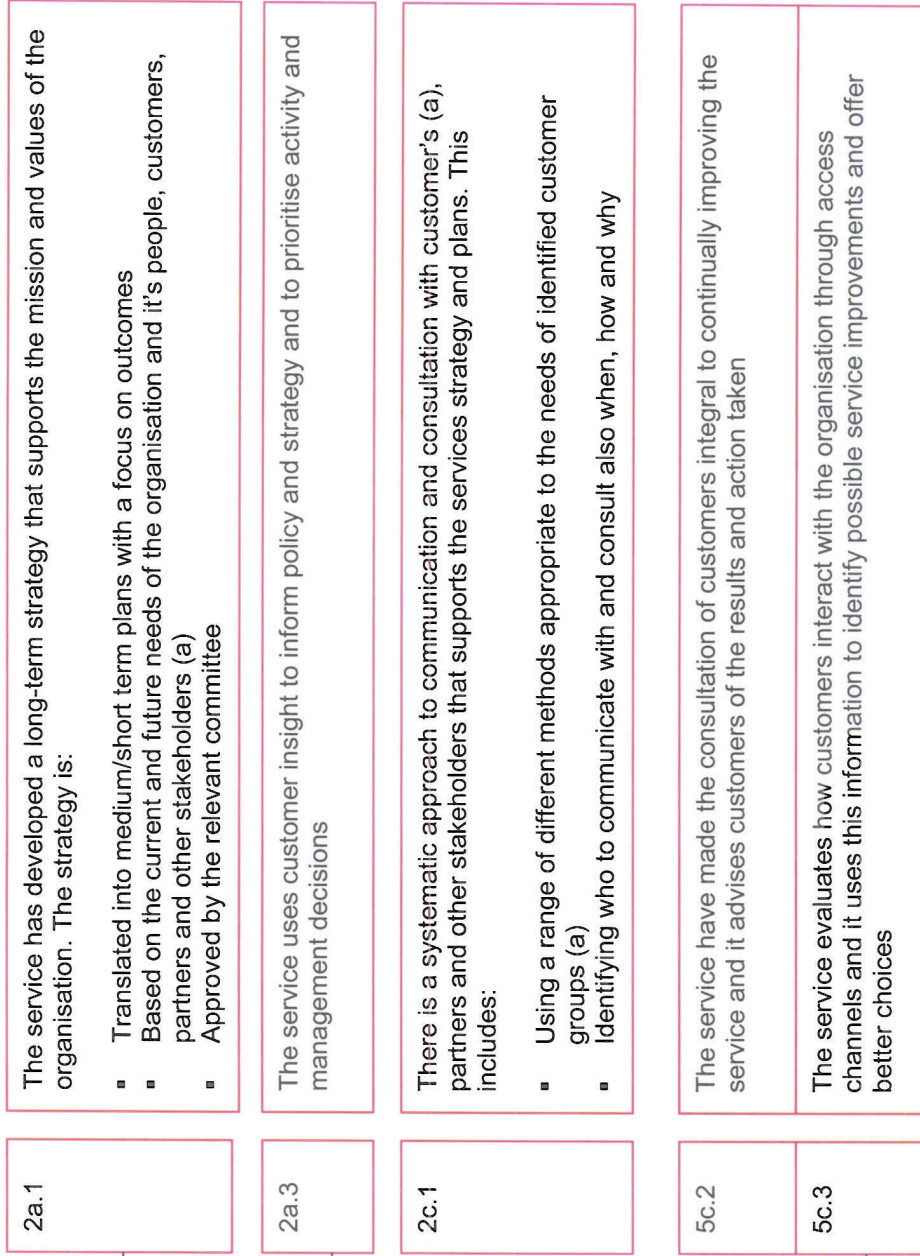 2a.1
The service has developed a long-term strategy that supports the mission and values of the
organisation. The strategy is:
▪ Translated into medium/short term plans with a focus on outcomes
▪ Based on the current and future needs of the organisation and it's people, customers,
partners and other stakeholders (a)
▪ Approved by the relevant committee
2a.3
The service uses customer insight to inform policy and strategy and to prioritise activity and
management decisions
2c.1
There is a systematic approach to communication and consultation with customer's (a),
partners and other stakeholders that supports the services strategy and plans. This
includes:
▪ Using a range of different methods appropriate to the needs of identified customer
groups (a)
▪ Identifying who to communicate with and consult also when, how and why
5c.2
The service have made the consultation of customers integral to continually improving the
service and it advises customers of the results and action taken
5c.3
The service evaluates how customers interact with the organisation through access
channels and it uses this information to identify possible service improvements and offer
better choices